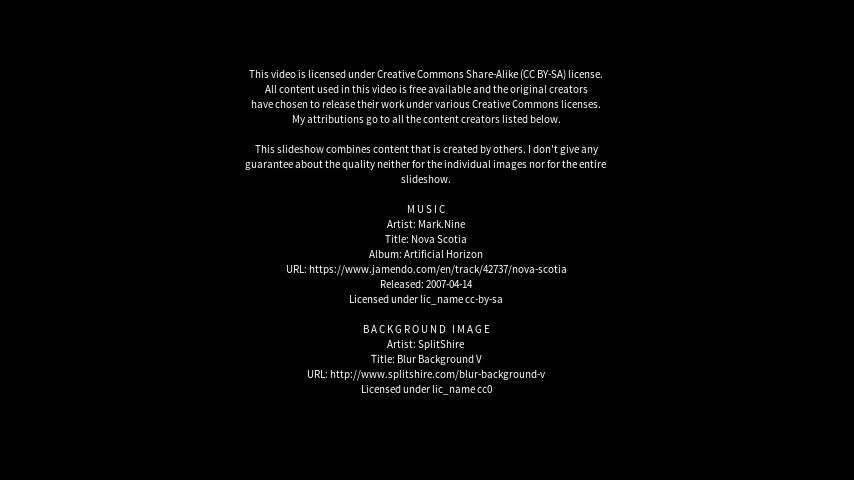 This video is licensed under Creative Commons Share-Alike (CC BY-SA) license.
All content used in this video is free available and the original creators
have chosen to release their work under various Creative Commons licenses.
My attributions go to all the content creators listed below.
This slideshow combines content that is created by others. I don't give any
guarantee about the quality neither for the individual images nor for the entire
slideshow.
MUSIC
Artist: Mark.Nine
Title: Nova Scotia
Album: Artificial Horizon
URL: https://www.jamendo.com/en/track/42737/nova-scotia
Released: 2007-04-14
Licensed under lic_name cc-by-sa
BACKGROUND IMAGE
Artist: SplitShire
Title: Blur Background V
URL: http://www.splitshire.com/blur-background-v
Licensed under lic_name cc0